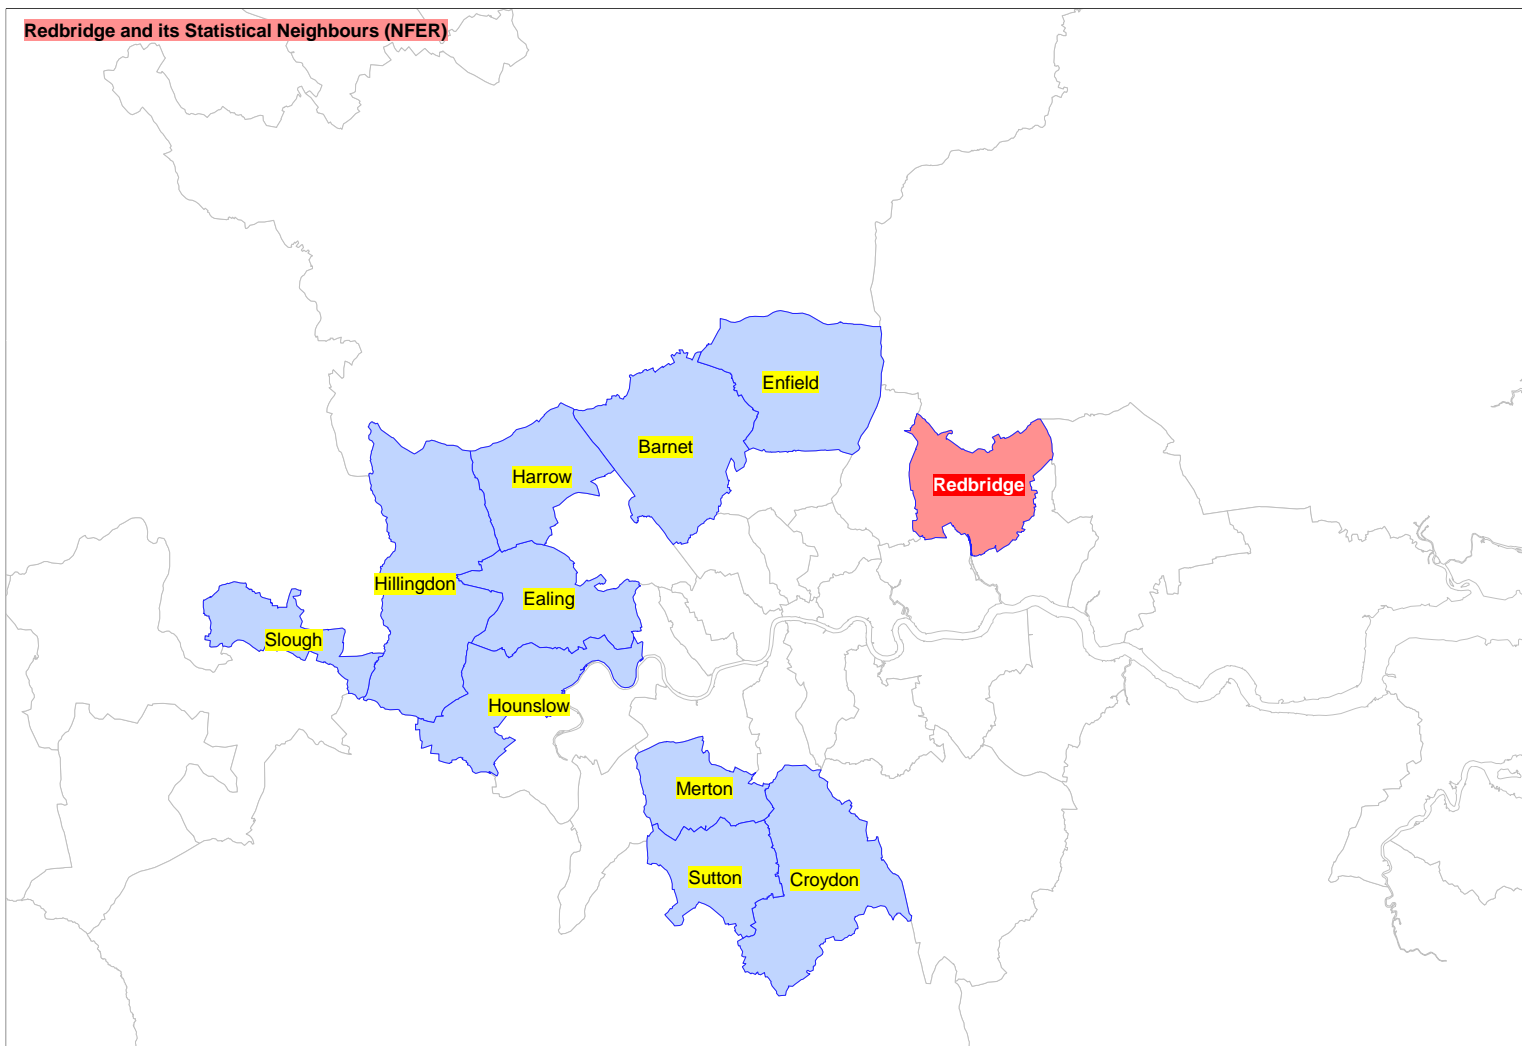 Redbridge and its Statistical Neighbours (NFER)
Enfield
Barnet
Harrow
Redbridge
Hillingdon
Ealing
Slough
Hounslow
Merton
Sutton
Croydon